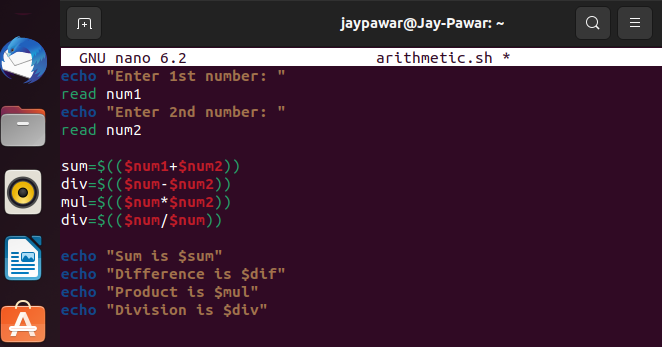 jaypawar@Jay-Pawar: ~
GNU nano 6.2 arithmetic.sh *
echo "Enter 1st number: "
read num1
echo "Enter 2nd number: "
read num2
sum=$(($num1+$num2))
div=$(($num-$num2))
mul=$(($num*$num2))
div=$(($num/$num))
echo "Sum is $sum"
echo "Difference is $dif"
echo "Product is $mul"
echo "Division is $div"